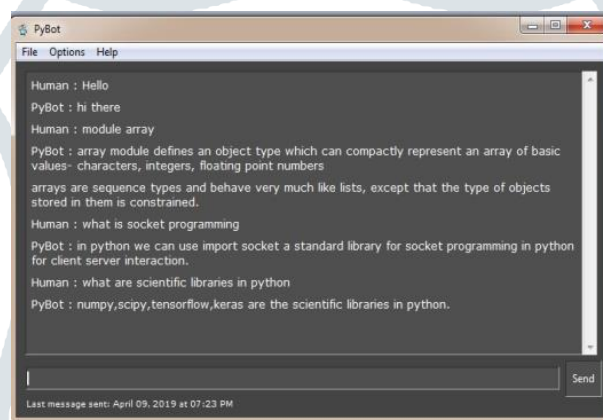 PyBot
File Options Help
Human : Hello
PyBot : hi there
Human : module array
PyBot : array module defines an object type which can compactly represent an array of basic
values- characters, integers, floating point numbers
arrays are sequence types and behave very much like lists, except that the type of objects
stored in them is constrained.
Human : what is socket programming
PyBot : in python we can use import socket a standard library for socket programming in python
for client server interaction.
Human : what are scientific libraries in python
PyBot : numpy,scipy,tensorflow,keras are the scientific libraries in python.
Send
Last message sent: April 09, 2019 at 07:23 PM